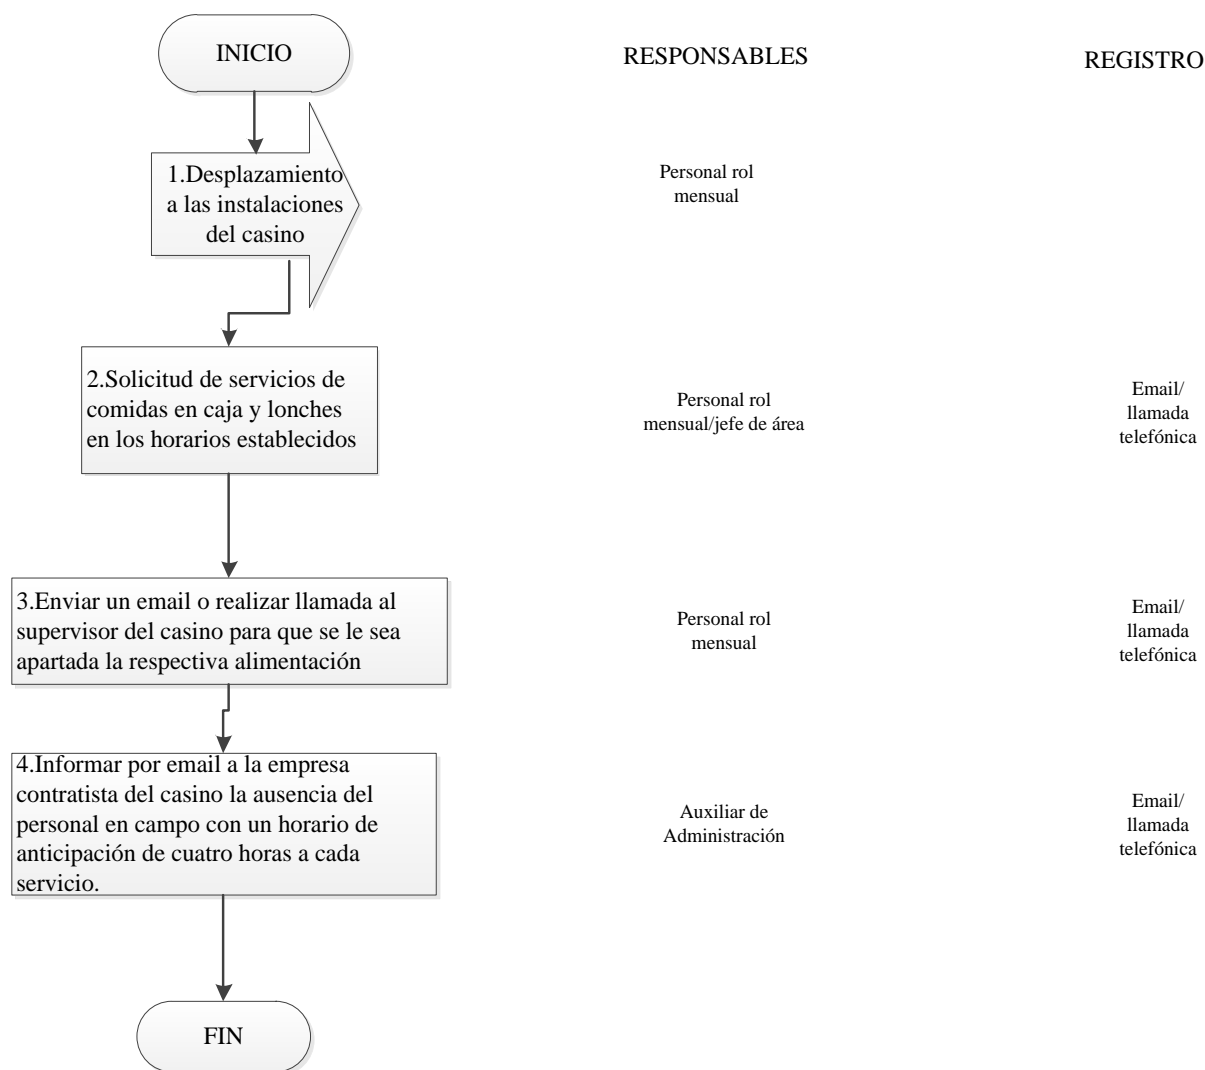 INICIO
RESPONSABLES
REGISTRO
1.Desplazamiento
a las instalaciones
del casino
Personal rol
mensual
2.Solicitud de servicios de
comidas en caja y lonches
en los horarios establecidos
Personal rol
mensual/jefe de área
Email/
llamada
telefónica
3.Enviar un email o realizar llamada al
supervisor del casino para que se le sea
apartada la respectiva alimentación
Personal rol
mensual
Email/
llamada
telefónica
4.Informar por email a la empresa
contratista del casino la ausencia del
personal en campo con un horario de
anticipación de cuatro horas a cada
servicio.
Auxiliar de
Administración
Email/
llamada
telefónica
FIN